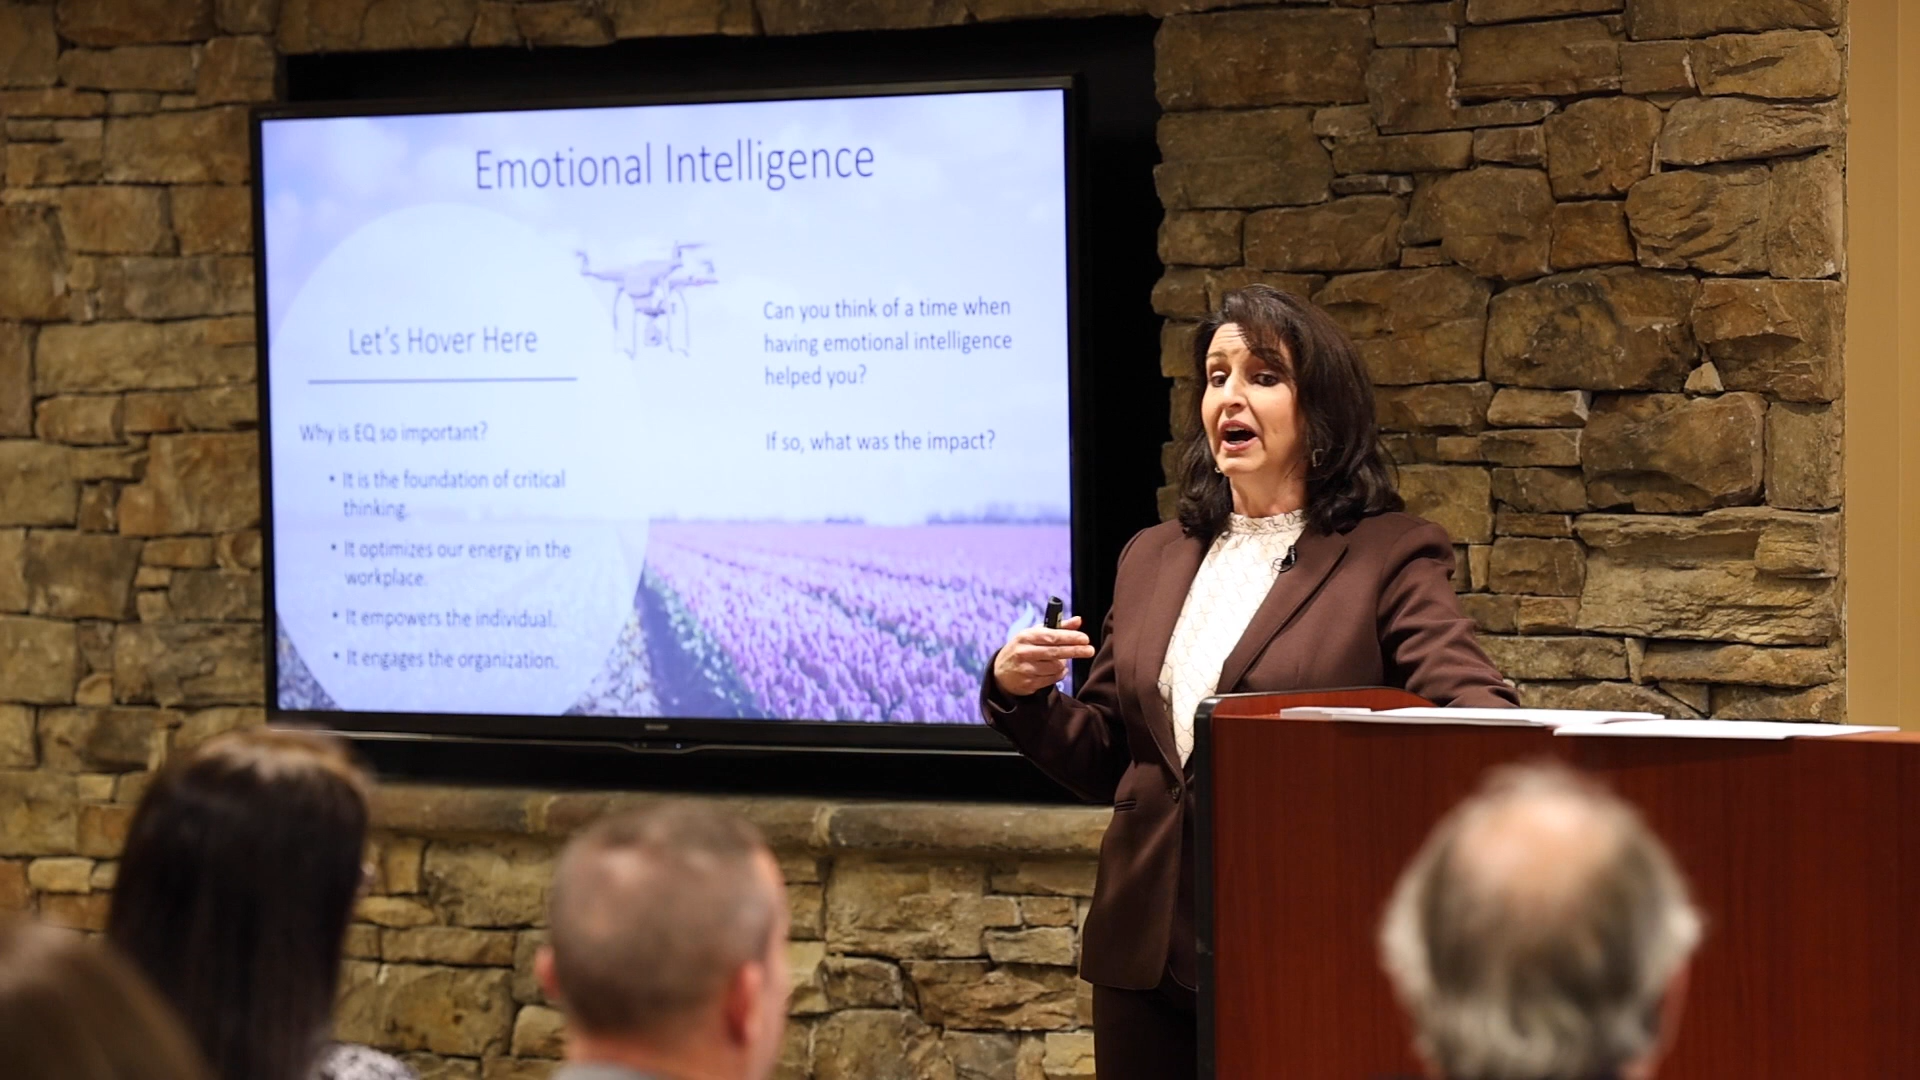 Emotional Intelligence
Let's Hover Here
Why is EQ so important?
• It is the foundation of critical
thinking.
• It optimizes our energy in the
workplace.
• It empowers the individual.
• It engages the organization.
Can you think of a time when
having emotional intelligence
helped you?
If so, what was the impact?